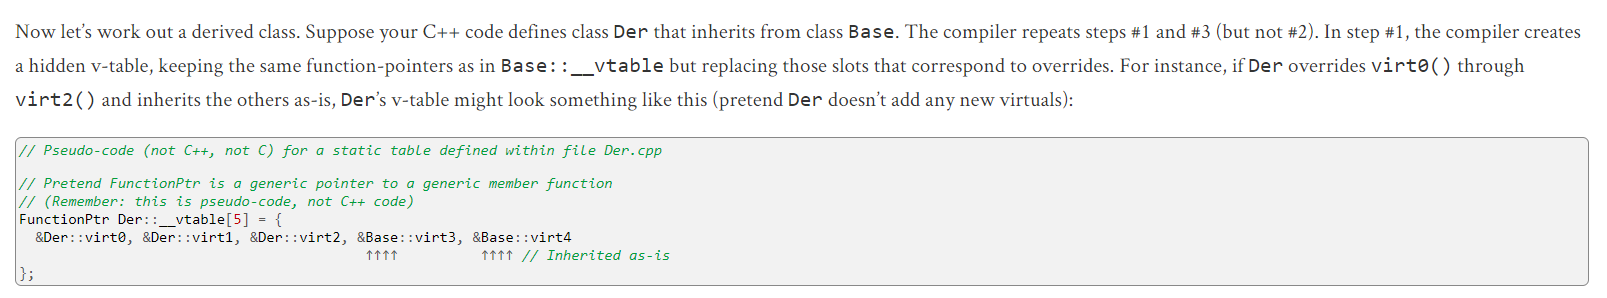 Now let’s work out a derived class. Suppose your C++ code defines class Der that inherits from class Base. The compiler repeats steps #1 and #3 (but not #2). In step #1, the compiler creates
a hidden v-table, keeping the same function-pointers as in Base::__vtable but replacing those slots that correspond to overrides. For instance, if Der overrides virt0() through
virt2() and inherits the others as-is, Der’s v-table might look something like this (pretend Der doesn’t add any new virtuals):
// Pseudo-code (not C++, not C) for a static table defined within file Der.cpp
// Pretend FunctionPtr is a generic pointer to a generic member function
// (Remember: this is pseudo-code, not C++ code)
FunctionPtr Der::__vtable[5] = {
  &Der::virt0, &Der::virt1, &Der::virt2, &Base::virt3, &Base::virt4
                                         ↑↑↑↑          ↑↑↑↑ // Inherited as-is
};